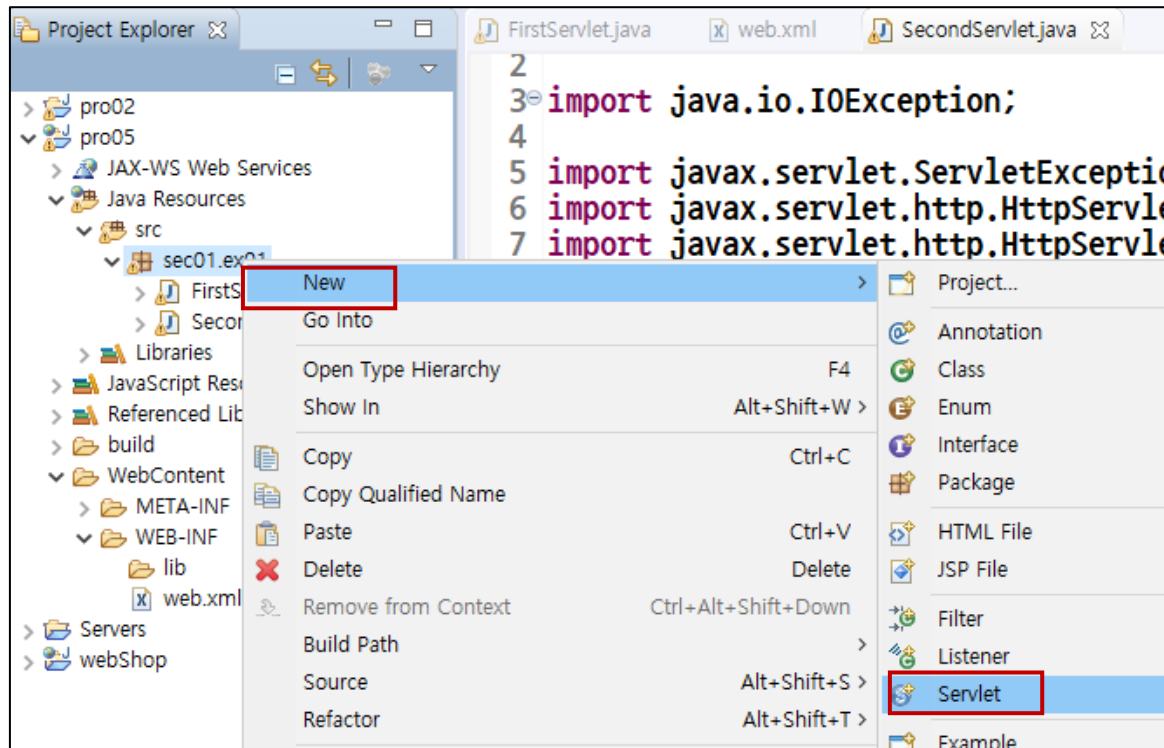 Project Explorer
FirstServlet.java
web.xml
SecondServlet.java
pro02
pro05
JAX-WS Web Services
Java Resources
src
sec01.ex01
FirstS
Secon
Libraries
JavaScript Reso
Referenced Lib
build
WebContent
META-INF
WEB-INF
lib
web.xml
Servers
webShop
2
3 import java.io.IOException;
4
5 import javax.servlet.ServletExceptio
6 import javax.servlet.http.HttpServle
7 import javax.servlet.http.HttpServle
New
Go Into
Open Type Hierarchy F4
Show In Alt+Shift+W >
Copy Ctrl+C
Copy Qualified Name
Paste Ctrl+V
Delete Delete
Remove from Context Ctrl+Alt+Shift+Down
Build Path >
Source Alt+Shift+S >
Refactor Alt+Shift+T >
Project...
Annotation
Class
Enum
Interface
Package
HTML File
JSP File
Filter
Listener
Servlet
Example